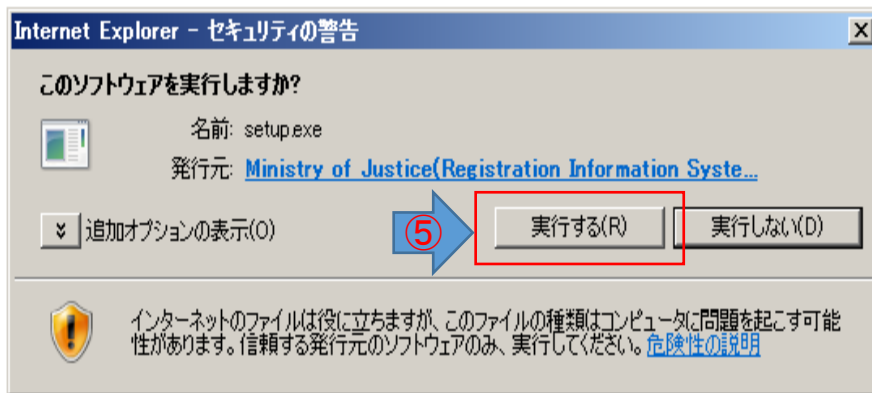 Internet Explorer - セキュリティの警告
このソフトウェアを実行しますか?
名前: setup.exe
発行元: Ministry of Justice(Registration Information Syste...
追加オプションの表示(O)
⑤
実行する(R)
実行しない(D)
インターネットのファイルは役に立ちますが、このファイルの種類はコンピュータに問題を起こす可能
性があります。信頼する発行元のソフトウェアのみ、実行してください。危険性の説明